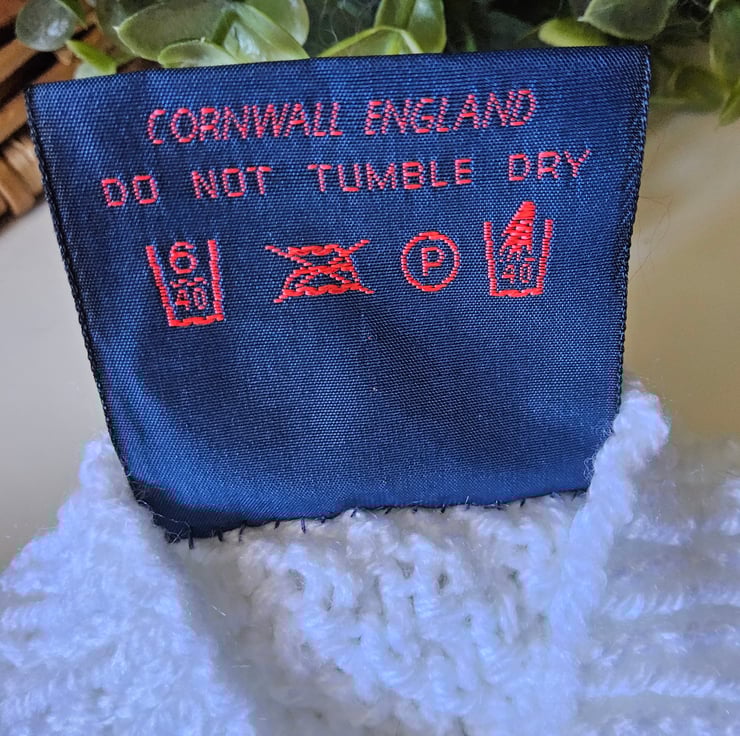 CORNWALL ENGLAND
DO NOT TUMBLE DRY
6 40 P 40